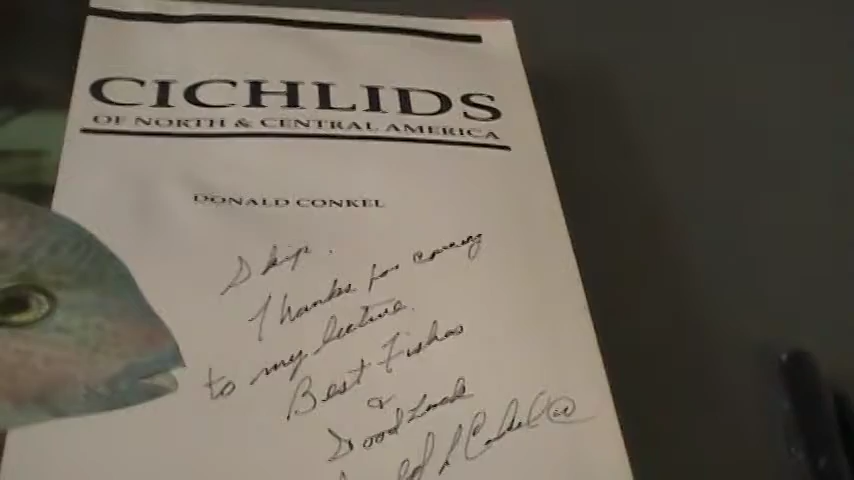 CICHLIDS
OF NORTH & CENTRAL AMERICA
DONALD CONKEL
Skip.
Thanks for coming
to my lecture.
Best Fishes
&
Good Luck